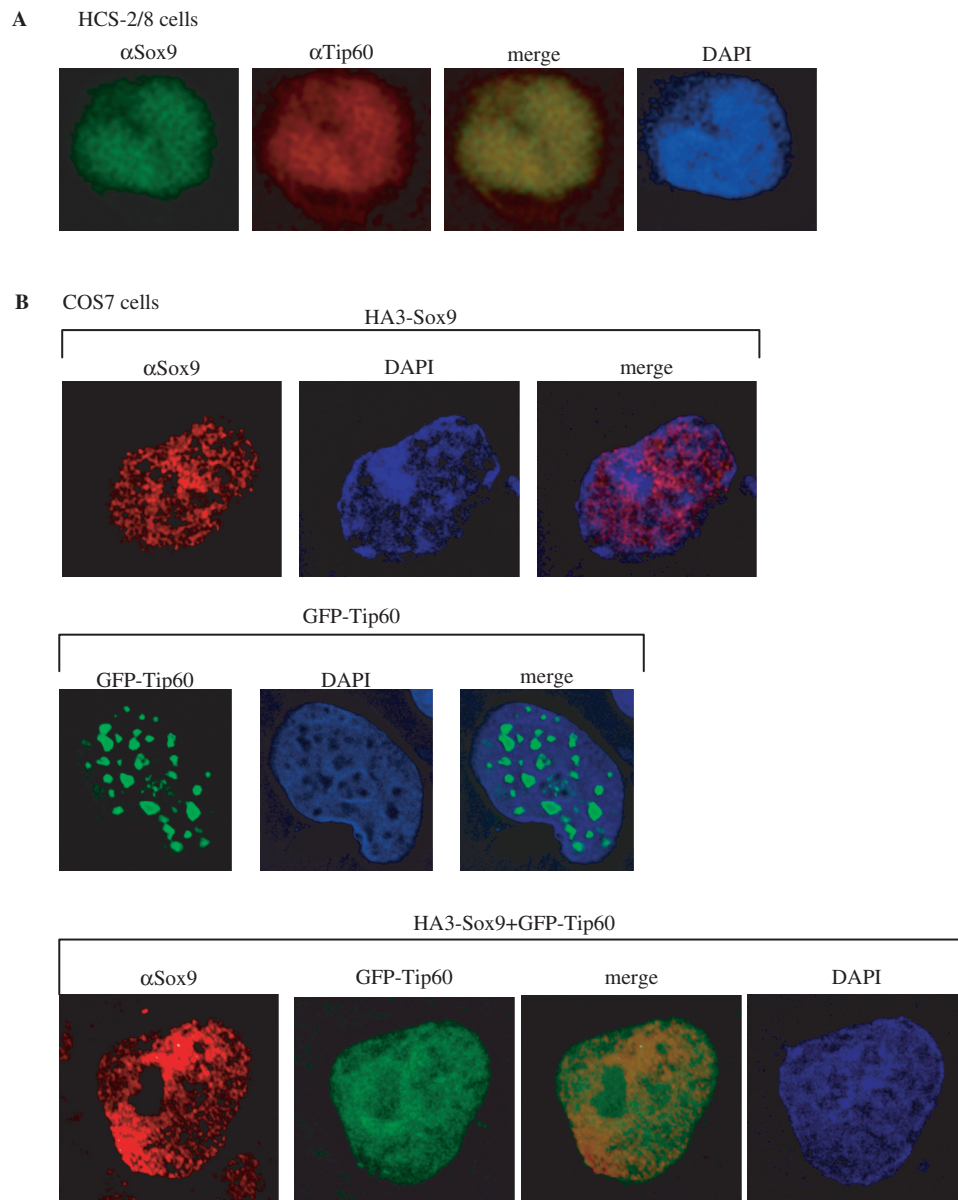 A HCS-2/8 cells
αSox9 αTip60 merge DAPI
B COS7 cells
HA3-Sox9
αSox9 DAPI merge
GFP-Tip60
GFP-Tip60 DAPI merge
HA3-Sox9+GFP-Tip60
αSox9 GFP-Tip60 merge DAPI